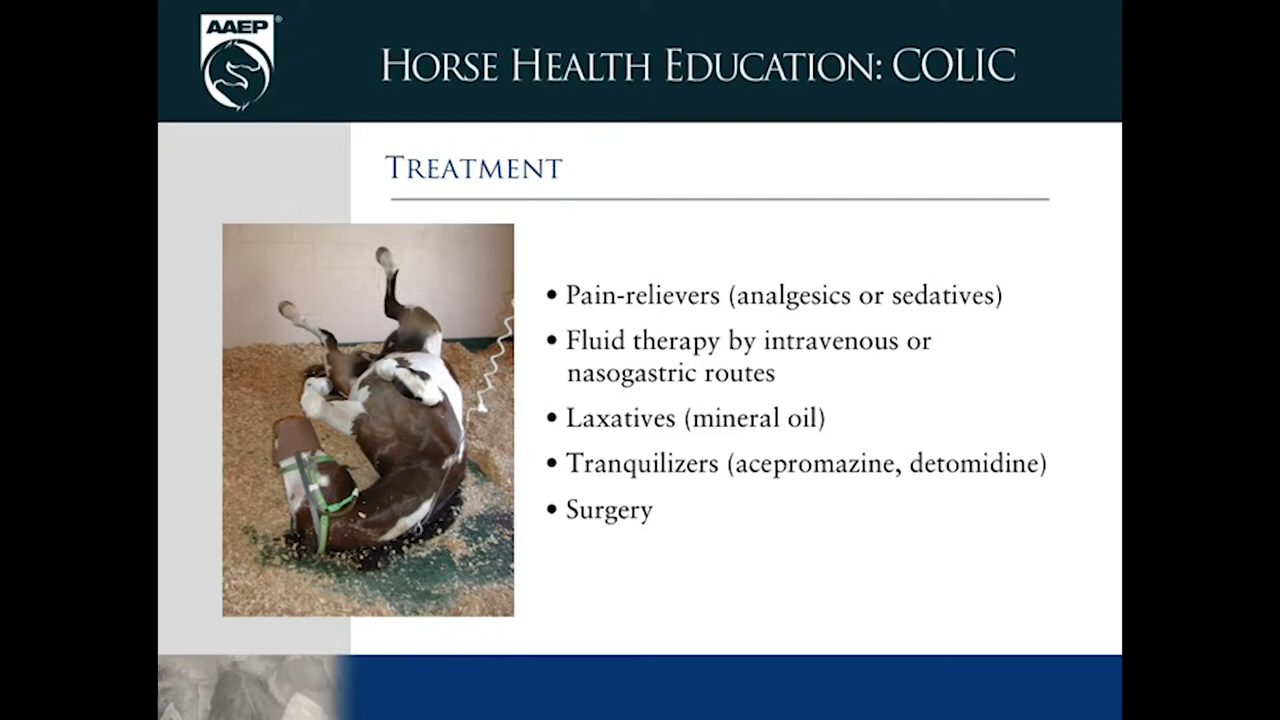 AAEP®
HORSE HEALTH EDUCATION: COLIC
TREATMENT
• Pain-relievers (analgesics or sedatives)
• Fluid therapy by intravenous or
nasogastric routes
• Laxatives (mineral oil)
• Tranquilizers (acepromazine, detomidine)
• Surgery